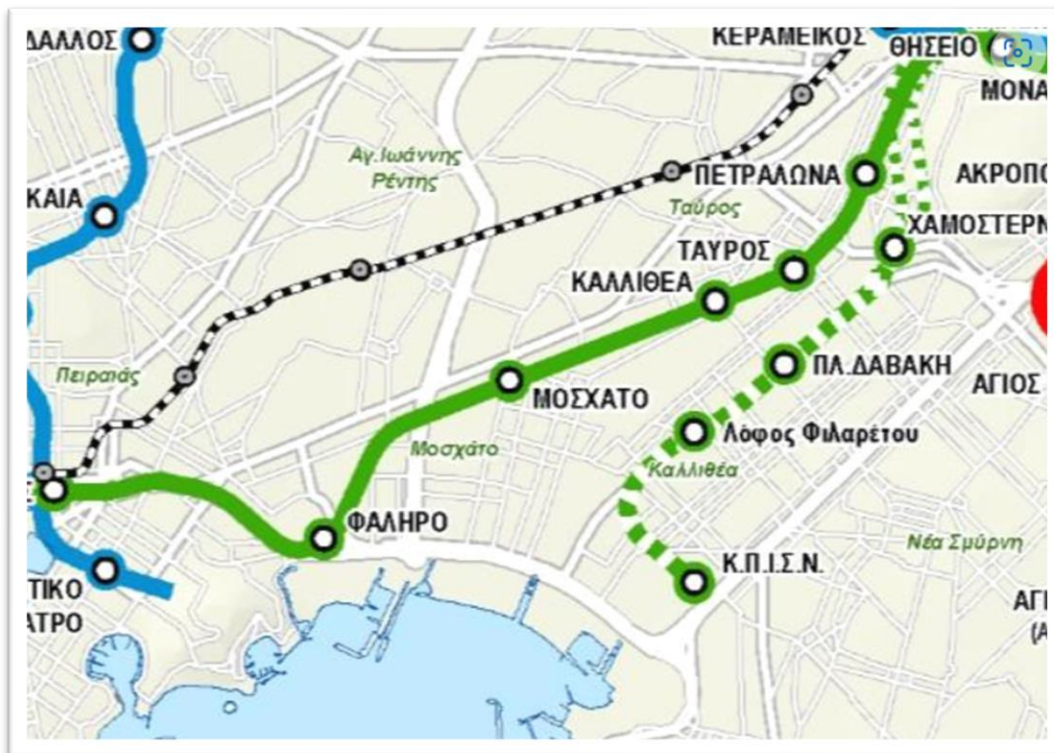 ΔΑΛΛΟΣ
ΚΕΡΑΜΕΙΚΟΣ
ΘΗΣΕΙΟ
ΜΟΝΑ
Αγ.Ιωάννης
Ρέντης
ΚΑΙΑ
ΠΕΤΡΑΛΩΝΑ
ΑΚΡΟΠΟ
Ταύρος
ΧΑΜΟΣΤΕΡΝ
ΤΑΥΡΟΣ
ΚΑΛΛΙΘΕΑ
Πειραιάς
ΠΛ.ΔΑΒΑΚΗ
ΑΓΙΟΣ
ΜΟΣΧΑΤΟ
Λόφος Φιλαρέτου
Μοσχάτο
Καλλιθέα
Σ
ΦΑΛΗΡΟ
Νέα Σμύρνη
Κ.Π.Ι.Σ.Ν.
ΤΙΚΟ
ΑΤΡΟ
ΑΓΙ
(Α